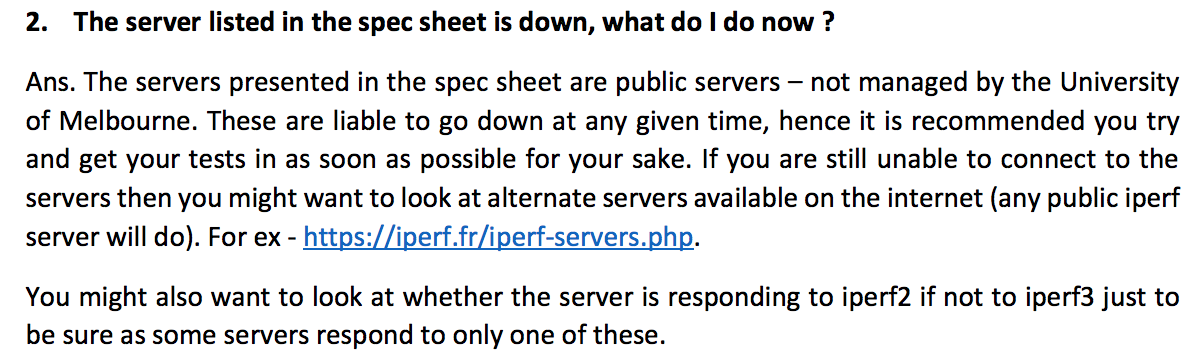 2. The server listed in the spec sheet is down, what do I do now ?
Ans. The servers presented in the spec sheet are public servers – not managed by the University
of Melbourne. These are liable to go down at any given time, hence it is recommended you try
and get your tests in as soon as possible for your sake. If you are still unable to connect to the
servers then you might want to look at alternate servers available on the internet (any public iperf
server will do). For ex - https://iperf.fr/iperf-servers.php.
You might also want to look at whether the server is responding to iperf2 if not to iperf3 just to
be sure as some servers respond to only one of these.